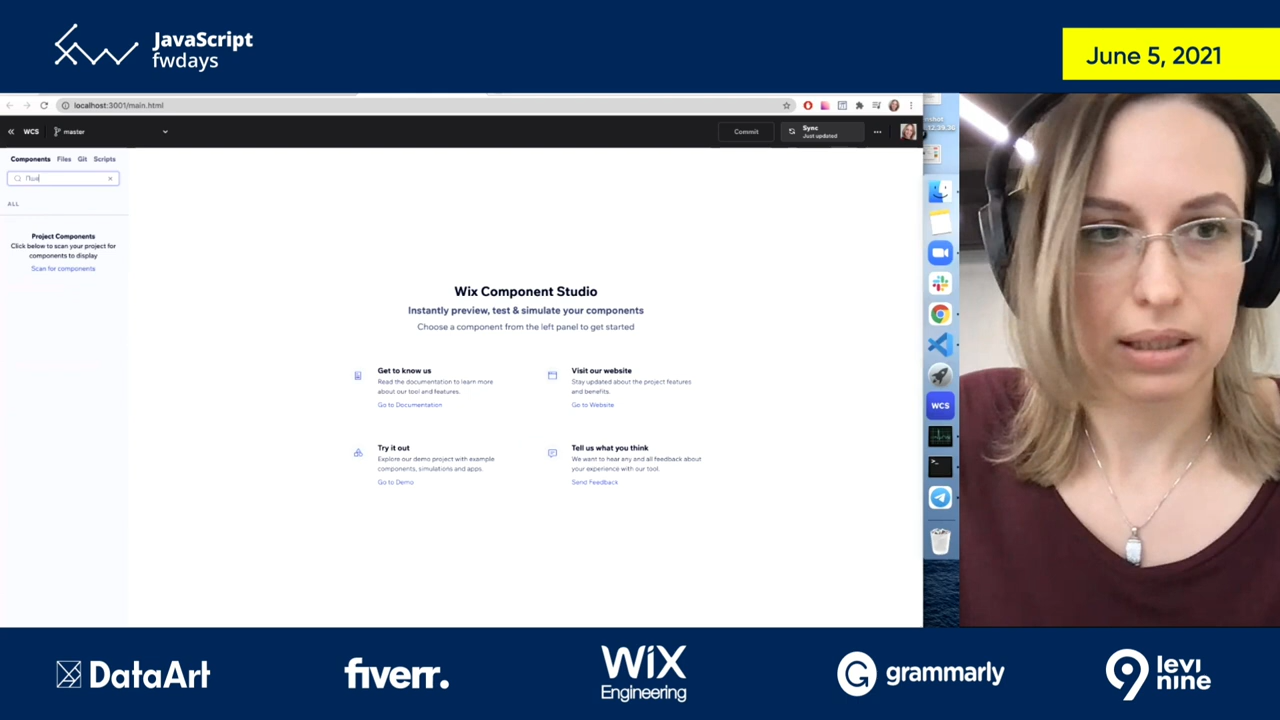 JavaScript
fwdays
June 5, 2021
localhost:3001/main.html
WCS
master
Commit
Sync
Just updated
Components Files Git Scripts
ALL
Project Components
Click below to scan your project for
components to display
Scan for components
Wix Component Studio
Instantly preview, test & simulate your components
Choose a component from the left panel to get started
Get to know us
Read the documentation to learn more
about our tool and features.
Go to Documentation
Visit our website
Stay updated about the project features
and benefits.
Go to Website
Try it out
Explore our demo project with example
components, simulations and apps.
Go to Demo
Tell us what you think
We want to hear any and all feedback about
your experience with our tool.
Send Feedback
WCS
DataArt
fiverr.
WiX
Engineering
grammarly
levi
nine